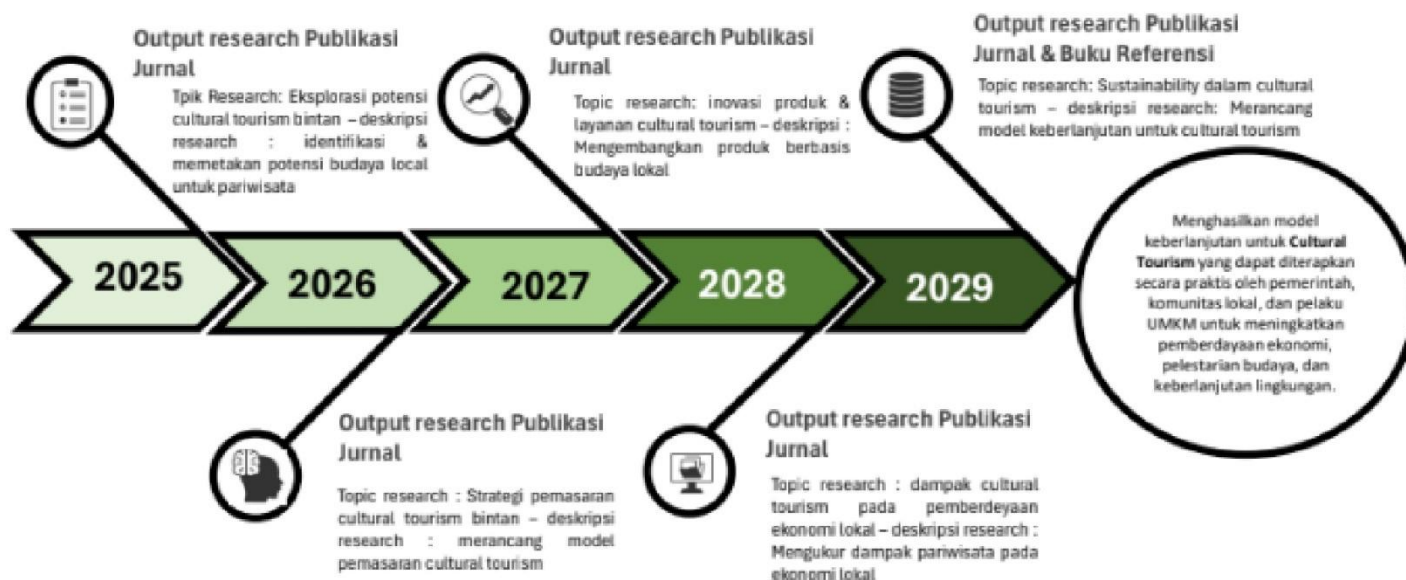 Output research Publikasi
Jurnal
Tpik Research: Eksplorasi potensi
cultural tourism bintan – deskripsi
research : identifikasi &
memetakan potensi budaya local
untuk pariwisata
Output research Publikasi
Jurnal
Topic research: inovasi produk &
layanan cultural tourism – deskripsi :
Mengembangkan produk berbasis
budaya lokal
Output research Publikasi
Jurnal & Buku Referensi
Topic research: Sustainability dalam cultural
tourism – deskripsi research: Merancang
model keberlanjutan untuk cultural tourism
2025
2026
2027
2028
2029
Menghasilkan model
keberlanjutan untuk Cultural
Tourism yang dapat diterapkan
secara praktis oleh pemerintah,
komunitas lokal, dan pelaku
UMKM untuk meningkatkan
pemberdayaan ekonomi,
pelestarian budaya, dan
keberlanjutan lingkungan.
Output research Publikasi
Jurnal
Topic research : Strategi pemasaran
cultural tourism bintan – deskripsi
research : merancang model
pemasaran cultural tourism
Output research Publikasi
Jurnal
Topic research : dampak cultural
tourism pada pemberdeyaan
ekonomi lokal – deskripsi research :
Mengukur dampak pariwisata pada
ekonomi lokal